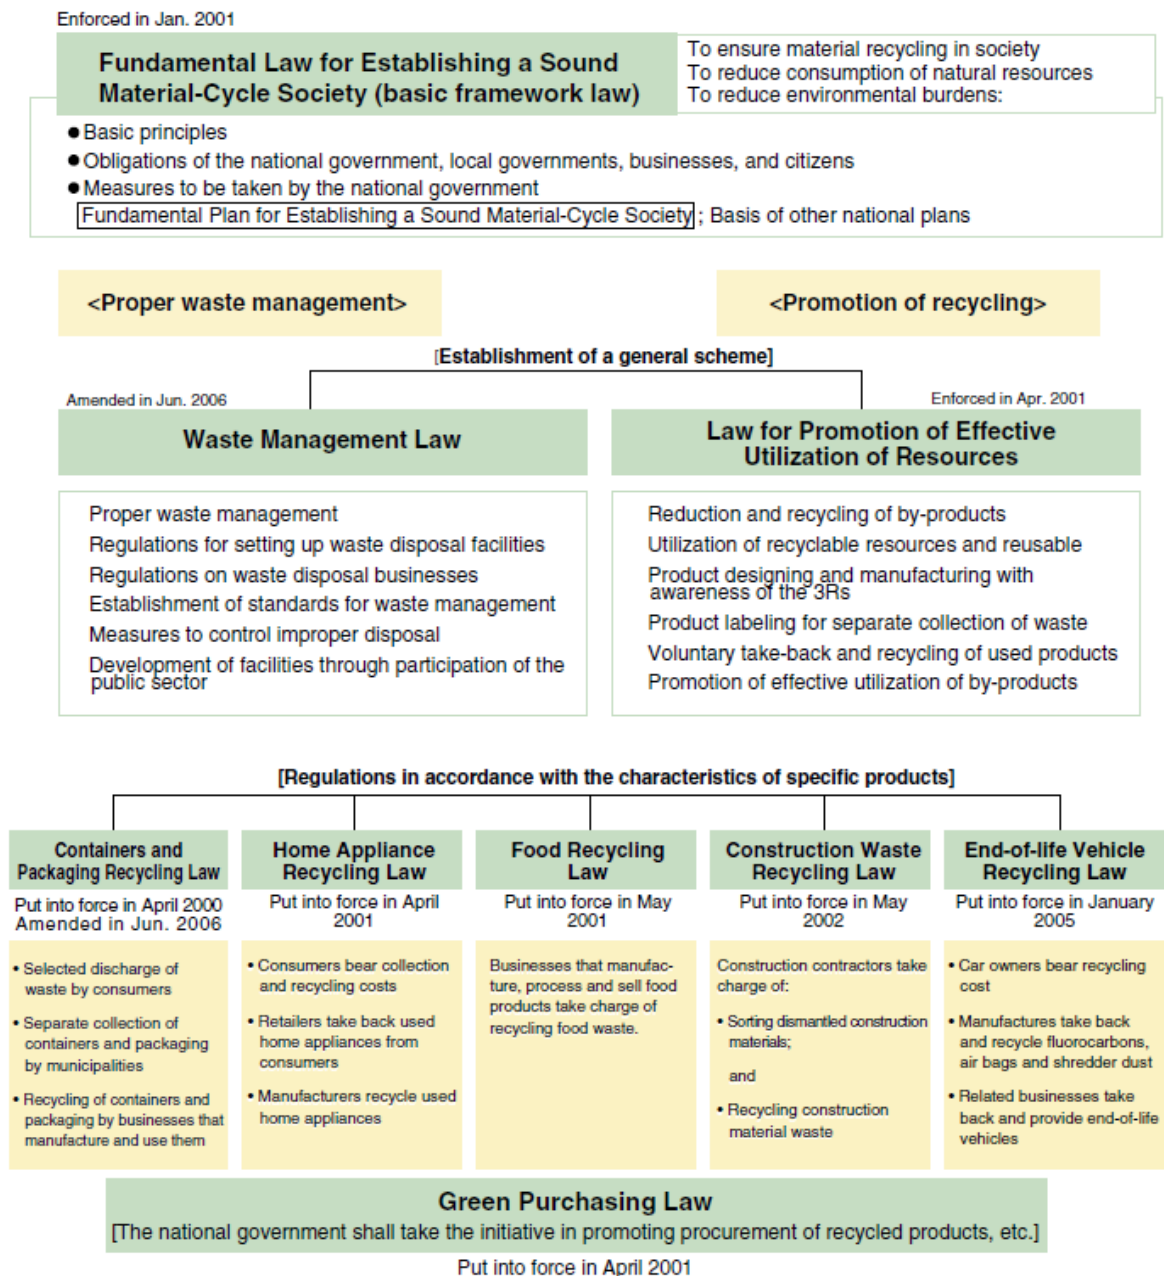 Enforced in Jan. 2001
Fundamental Law for Establishing a Sound
Material-Cycle Society (basic framework law)
To ensure material recycling in society
To reduce consumption of natural resources
To reduce environmental burdens:
● Basic principles
● Obligations of the national government, local governments, businesses, and citizens
● Measures to be taken by the national government
Fundamental Plan for Establishing a Sound Material-Cycle Society ; Basis of other national plans
<Proper waste management>
<Promotion of recycling>
[Establishment of a general scheme]
Amended in Jun. 2006
Waste Management Law
Proper waste management
Regulations for setting up waste disposal facilities
Regulations on waste disposal businesses
Establishment of standards for waste management
Measures to control improper disposal
Development of facilities through participation of the
public sector
Enforced in Apr. 2001
Law for Promotion of Effective
Utilization of Resources
Reduction and recycling of by-products
Utilization of recyclable resources and reusable
Product designing and manufacturing with
awareness of the 3Rs
Product labeling for separate collection of waste
Voluntary take-back and recycling of used products
Promotion of effective utilization of by-products
[Regulations in accordance with the characteristics of specific products]
Containers and
Packaging Recycling Law
Put into force in April 2000
Amended in Jun. 2006
• Selected discharge of
waste by consumers
• Separate collection of
containers and packaging
by municipalities
• Recycling of containers and
packaging by businesses that
manufacture and use them
Home Appliance
Recycling Law
Put into force in April
2001
• Consumers bear collection
and recycling costs
• Retailers take back used
home appliances from
consumers
• Manufacturers recycle used
home appliances
Food Recycling
Law
Put into force in May
2001
Businesses that manufac-
ture, process and sell food
products take charge of
recycling food waste.
Construction Waste
Recycling Law
Put into force in May
2002
Construction contractors take
charge of:
• Sorting dismantled construction
materials;
and
• Recycling construction
material waste
End-of-life Vehicle
Recycling Law
Put into force in January
2005
• Car owners bear recycling
cost
• Manufactures take back
and recycle fluorocarbons,
air bags and shredder dust
• Related businesses take
back and provide end-of-life
vehicles
Green Purchasing Law
[The national government shall take the initiative in promoting procurement of recycled products, etc.]
Put into force in April 2001